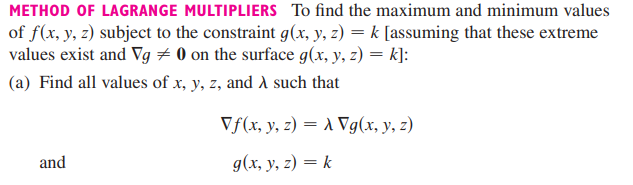 METHOD OF LAGRANGE MULTIPLIERS To find the maximum and minimum values
of f(x, y, z) subject to the constraint g(x, y, z) = k [assuming that these extreme
values exist and ∇g ≠ 0 on the surface g(x, y, z) = k]:
(a) Find all values of x, y, z, and λ such that
∇f(x, y, z) = λ ∇g(x, y, z)
and g(x, y, z) = k